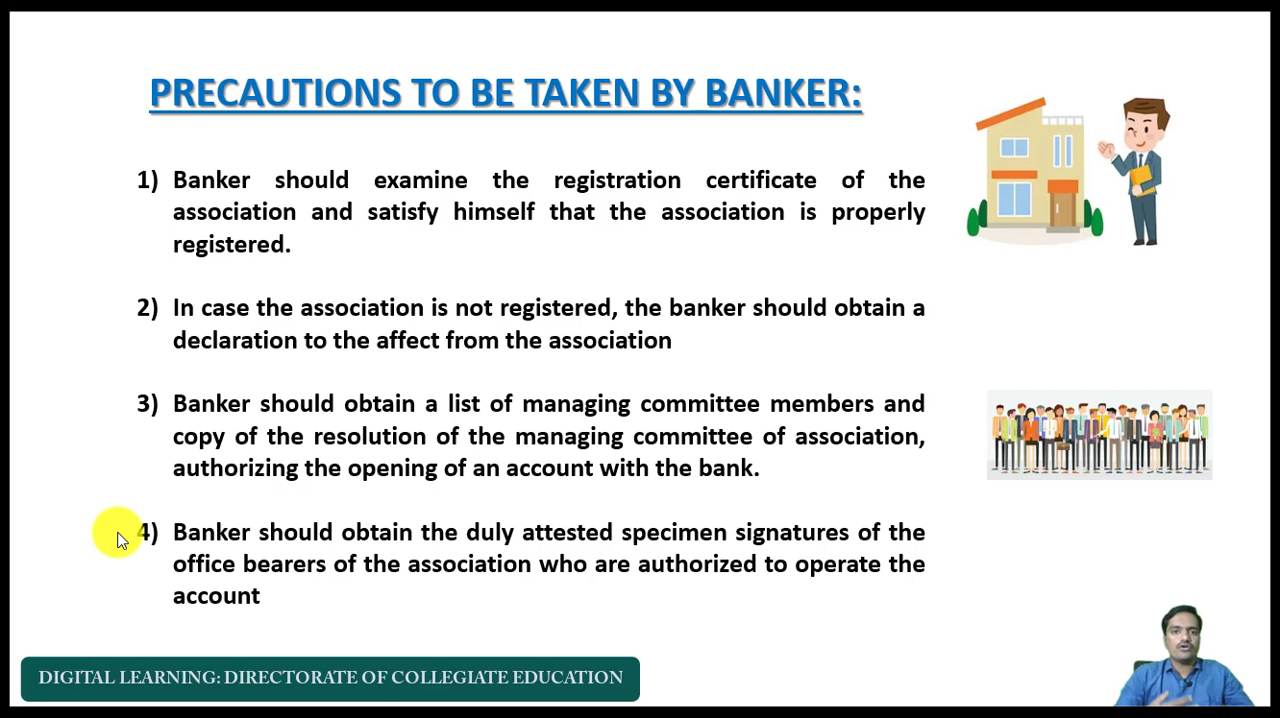 PRECAUTIONS TO BE TAKEN BY BANKER:
1) Banker should examine the registration certificate of the
association and satisfy himself that the association is properly
registered.
2) In case the association is not registered, the banker should obtain a
declaration to the affect from the association
3) Banker should obtain a list of managing committee members and
copy of the resolution of the managing committee of association,
authorizing the opening of an account with the bank.
4) Banker should obtain the duly attested specimen signatures of the
office bearers of the association who are authorized to operate the
account
DIGITAL LEARNING: DIRECTORATE OF COLLEGIATE EDUCATION